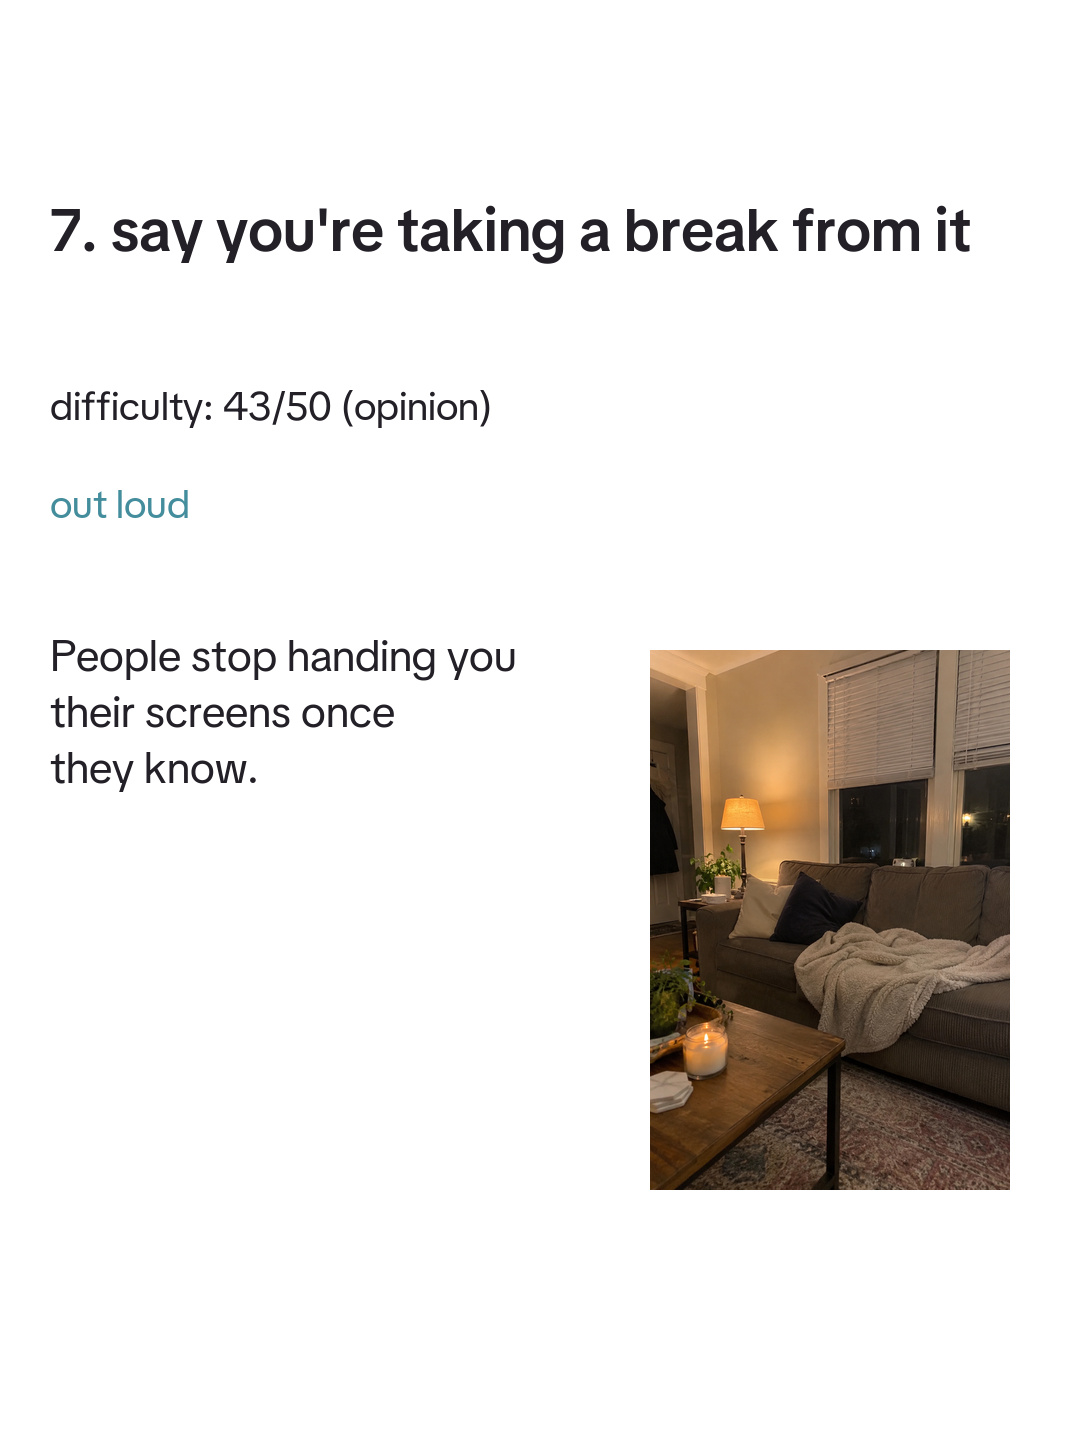 7. say you're taking a break from it
difficulty: 43/50 (opinion)
out loud
People stop handing you
their screens once
they know.